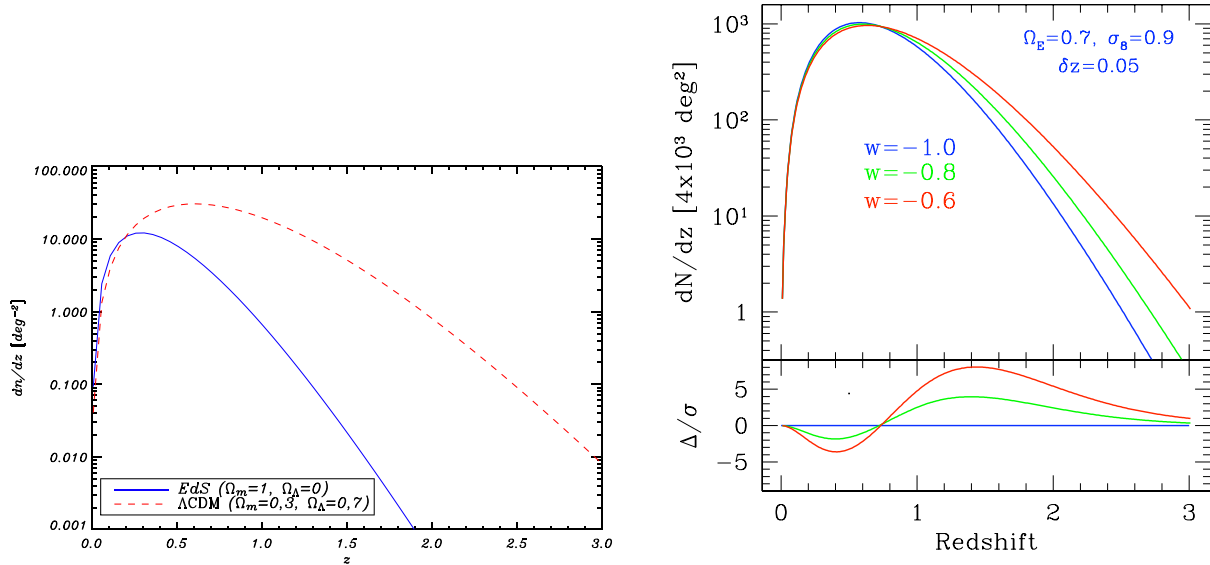 100.000
10.000
1.000
0.100
0.010
0.001
dn/dz [deg⁻²]
EdS (Ωₘ=1, Ω_Λ=0)
ΛCDM (Ωₘ=0,3, Ω_Λ=0,7)
0.0 0.5 1.0 1.5 2.0 2.5 3.0
z
10³
10²
10¹
1
dN/dz [4x10³ deg²]
Ω_E=0.7, σ₈=0.9
δz=0.05
w=−1.0
w=−0.8
w=−0.6
5
0
−5
Δ/σ
0 1 2 3
Redshift